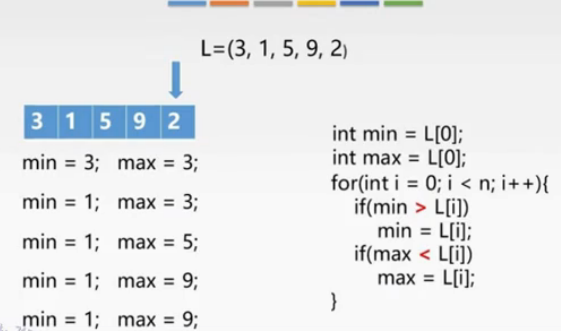 L=(3, 1, 5, 9, 2)
3 1 5 9 2
min = 3; max = 3;
min = 1; max = 3;
min = 1; max = 5;
min = 1; max = 9;
min = 1; max = 9;
int min = L[0];
int max = L[0];
for(int i = 0; i < n; i++){
if(min > L[i])
min = L[i];
if(max < L[i])
max = L[i];
}